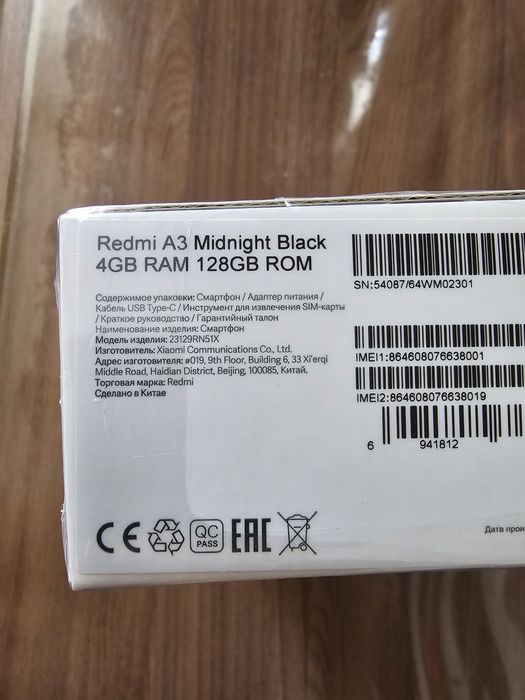 Redmi A3 Midnight Black
4GB RAM 128GB ROM
Содержимое упаковки: Смартфон / Адаптер питания /
Кабель USB Type-C / Инструмент для извлечения SIM-карты
/ Краткое руководство / Гарантийный талон
Наименование изделия: Смартфон
Модель изделия: 23129RN51X
Изготовитель: Xiaomi Communications Co., Ltd.
Адрес изготовителя: #019, 9th Floor, Building 6, 33 Xi'erqi
Middle Road, Haidian District, Beijing, 100085, Китай.
Торговая марка: Redmi
Сделано в Китае
SN:54087/64WM02301
IMEI1:864608076638001
IMEI2:864608076638019
6 941812
Дата прои
CE
QC
PASS
EAC